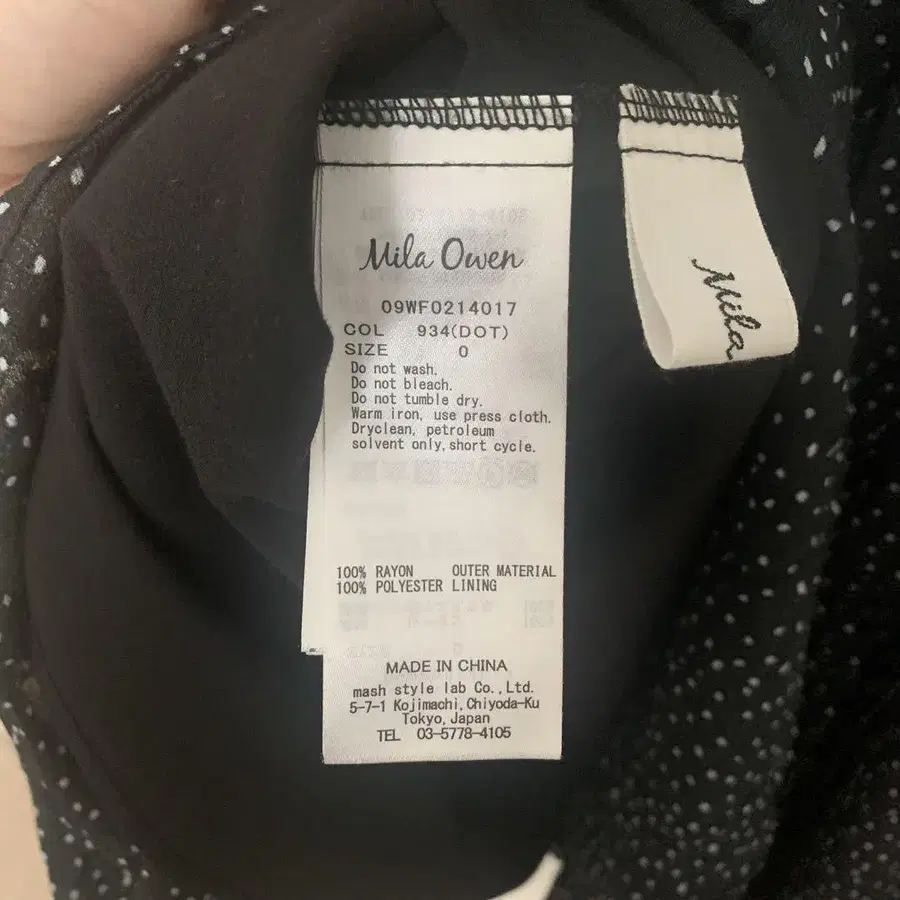 Mila Owen
09WF0214017
COL 934(DOT)
SIZE 0
Do not wash.
Do not bleach.
Do not tumble dry.
Warm iron, use press cloth.
Dryclean, petroleum
solvent only,short cycle.
100% RAYON OUTER MATERIAL
100% POLYESTER LINING
MADE IN CHINA
mash style lab Co.,Ltd.
5-7-1 Kojimachi,Chiyoda-Ku
Tokyo,Japan
TEL 03-5778-4105
Mila